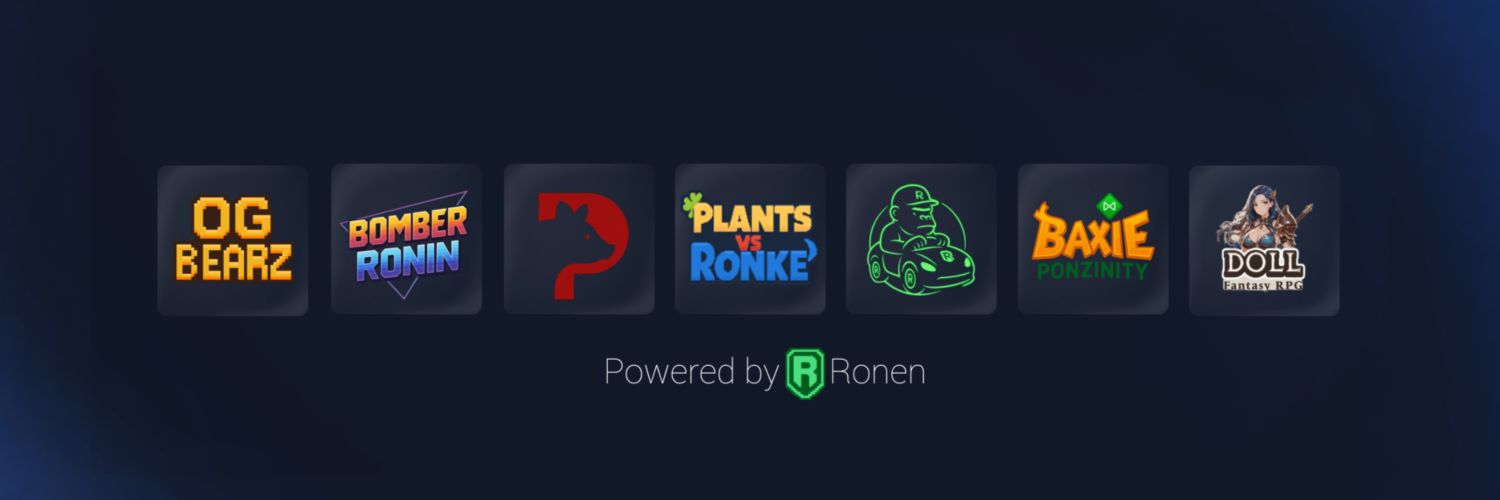 OG
BEARZ
BOMBER
RONIN
P
PLANTS
VS
RONKE
R
R
R
R
BAXIE
PONZINITY
DOLL
Fantasy RPG
Powered by R Ronen